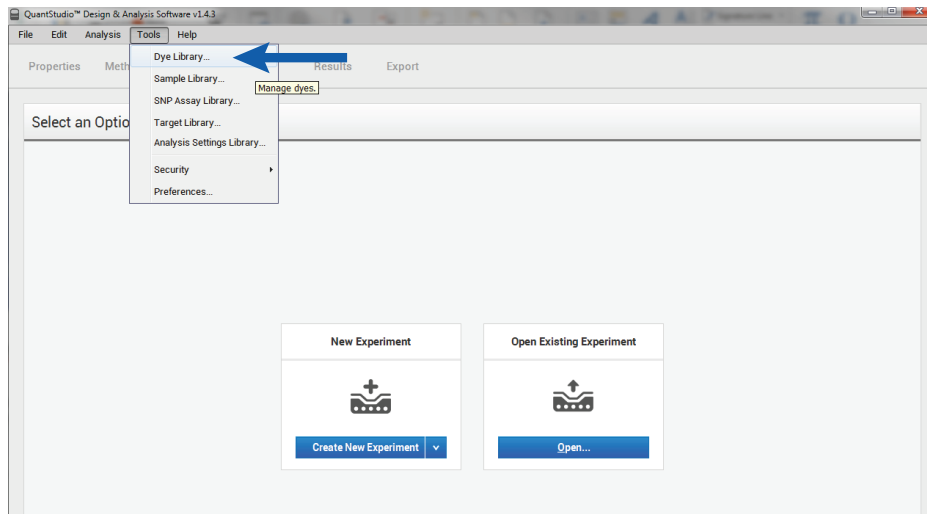 QuantStudio™ Design & Analysis Software v1.4.3
File Edit Analysis Tools Help
Properties Meth Results Export
Dye Library...
Manage dyes.
Sample Library...
SNP Assay Library...
Select an Optio
Target Library...
Analysis Settings Library...
Security
Preferences...
New Experiment
Create New Experiment
Open Existing Experiment
Open...